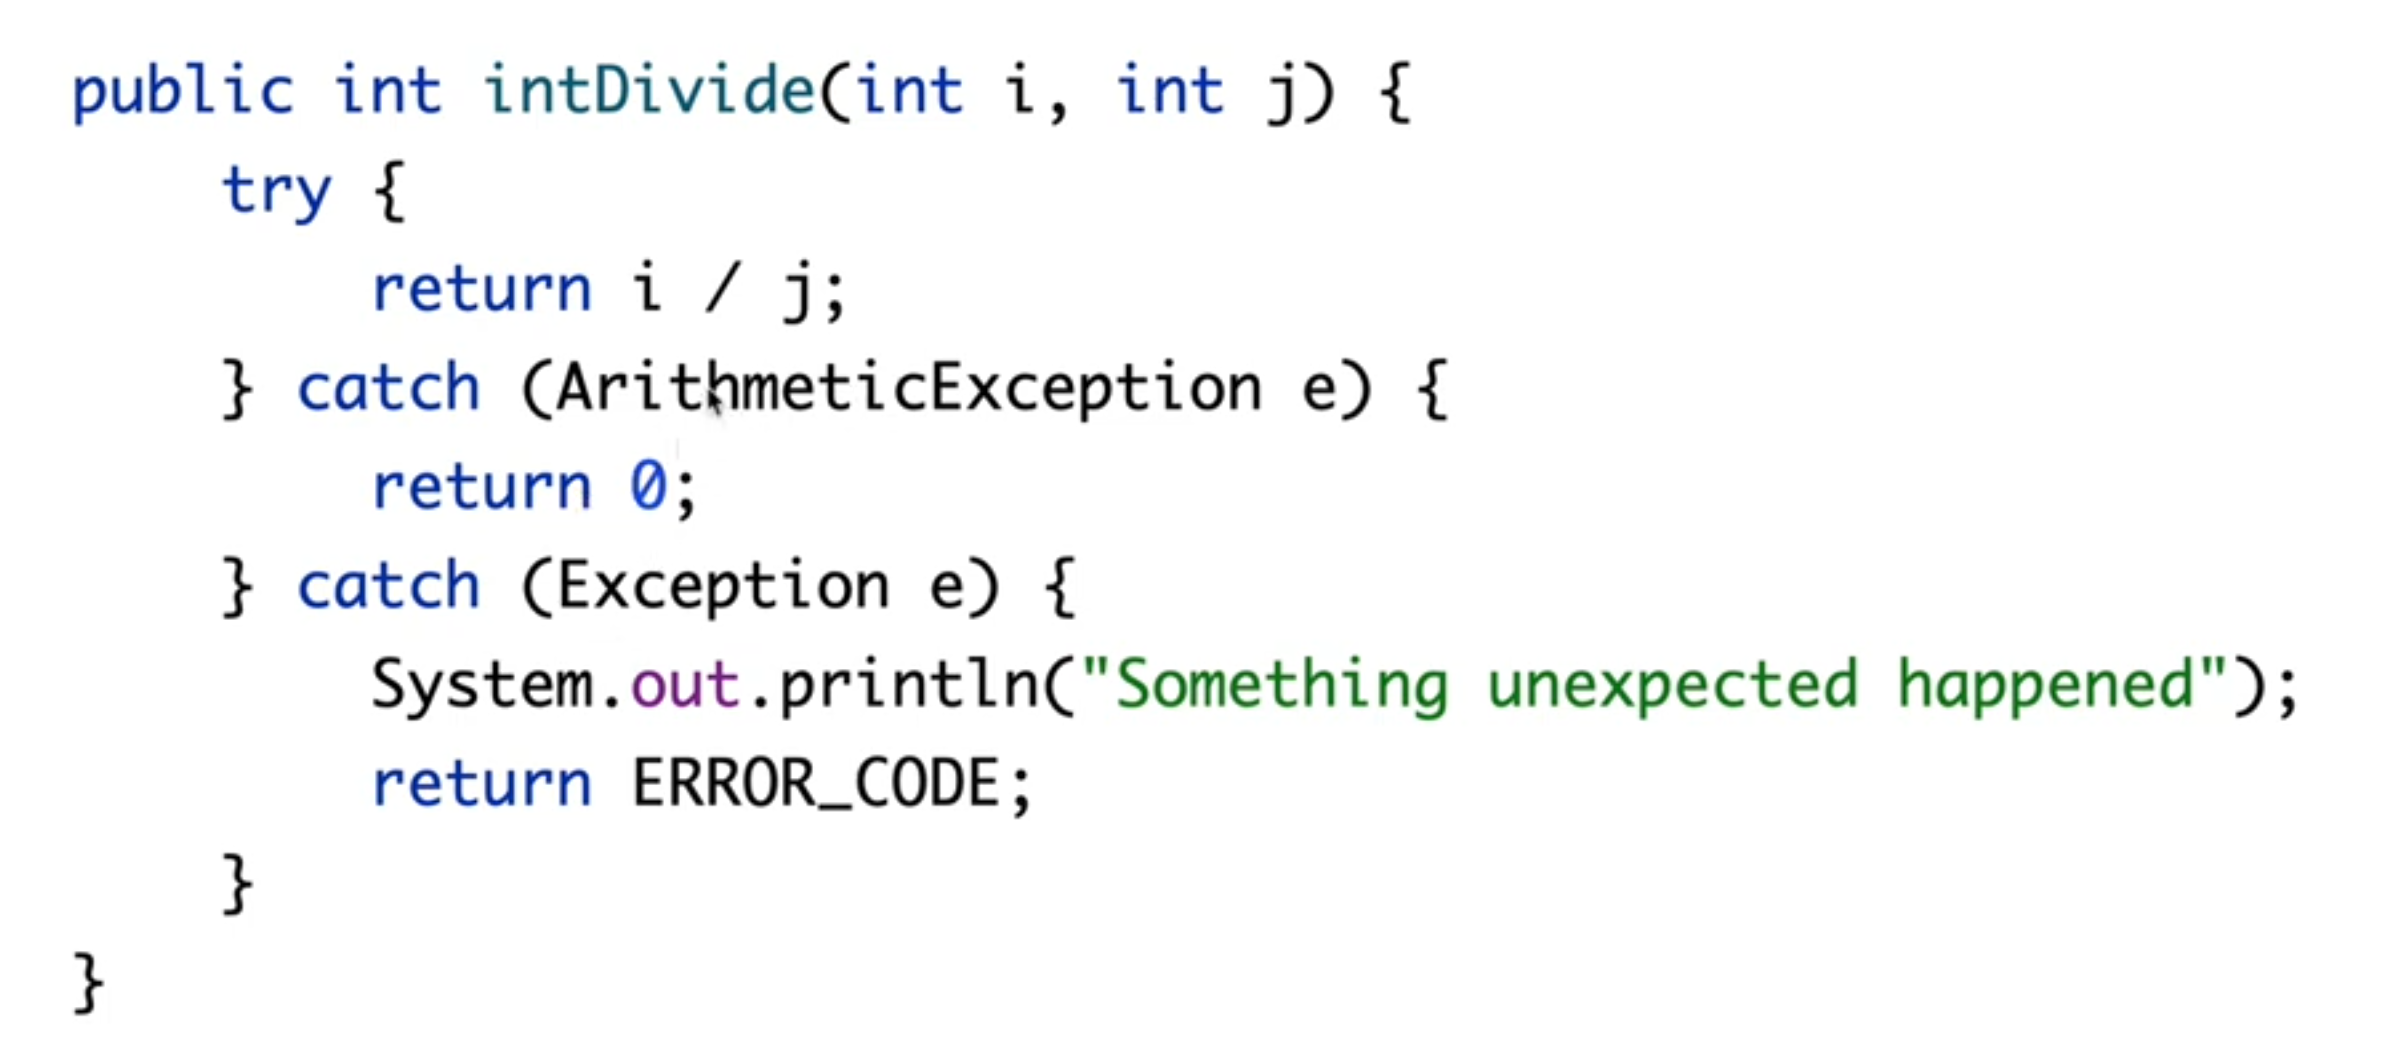 public int intDivide(int i, int j) {
    try {
        return i / j;
    } catch (ArithmeticException e) {
        return 0;
    } catch (Exception e) {
        System.out.println("Something unexpected happened");
        return ERROR_CODE;
    }
}